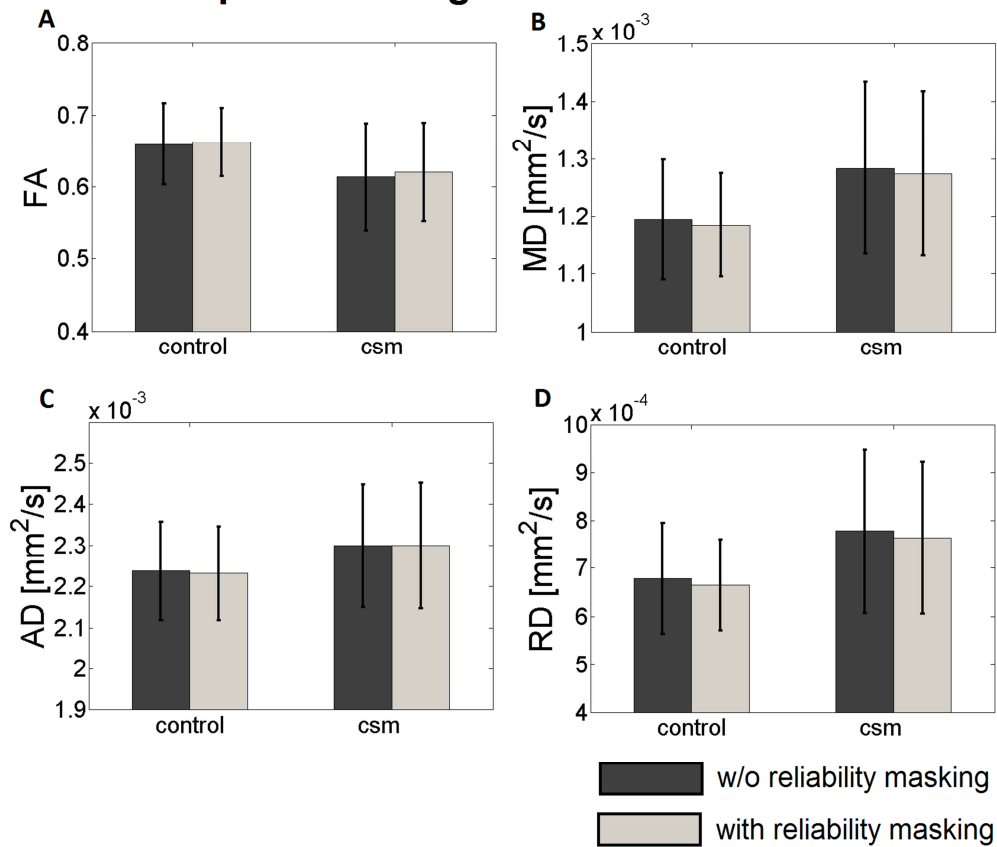 A
0.8
0.7
0.6
0.5
0.4
FA
control csm
B
x 10^-3
1.5
1.4
1.3
1.2
1.1
1
MD [mm^2/s]
control csm
C
x 10^-3
2.5
2.4
2.3
2.2
2.1
2
1.9
AD [mm^2/s]
control csm
D
10 x 10^-4
9
8
7
6
5
4
RD [mm^2/s]
control csm
w/o reliability masking
with reliability masking